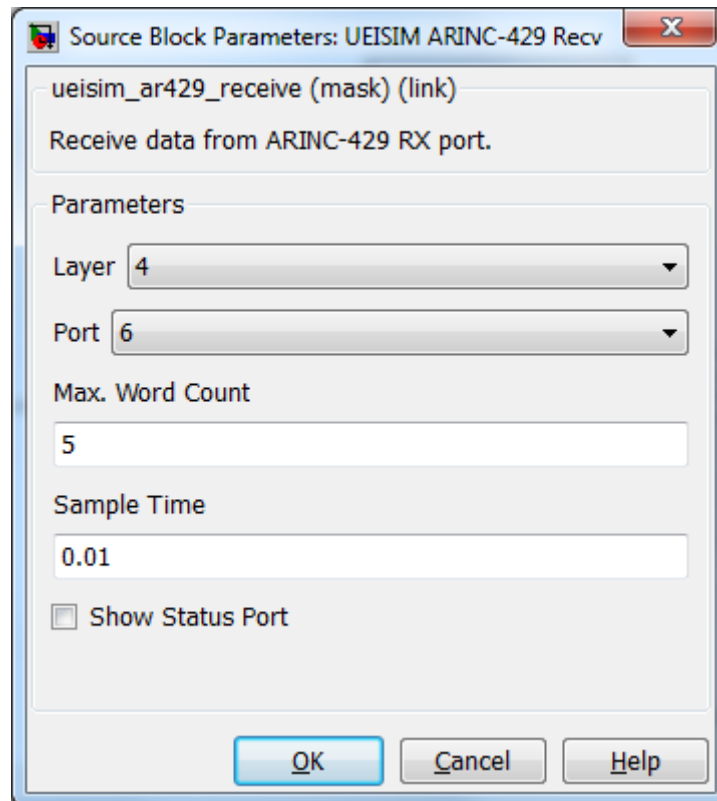 Source Block Parameters: UEISIM ARINC-429 Recv
ueisim_ar429_receive (mask) (link)
Receive data from ARINC-429 RX port.
Parameters
Layer 4
Port 6
Max. Word Count
5
Sample Time
0.01
Show Status Port
OK Cancel Help